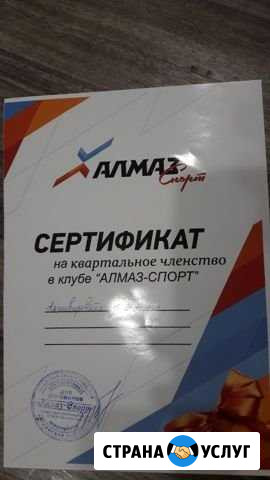 АЛМАЗ
Спорт
СЕРТИФИКАТ
на квартальное членство
в клубе "АЛМАЗ-СПОРТ"
СТРАНА УСЛУГ